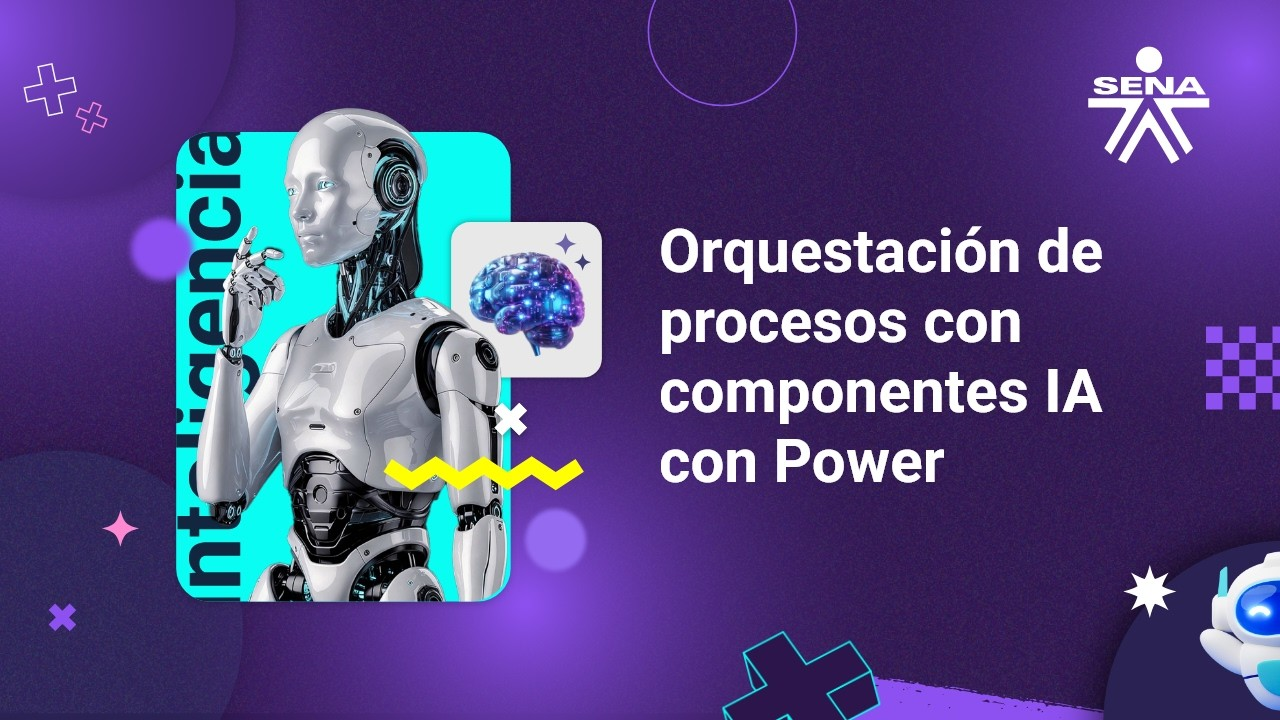 SENA
Inteligencia
Orquestación de
procesos con
componentes IA
con Power